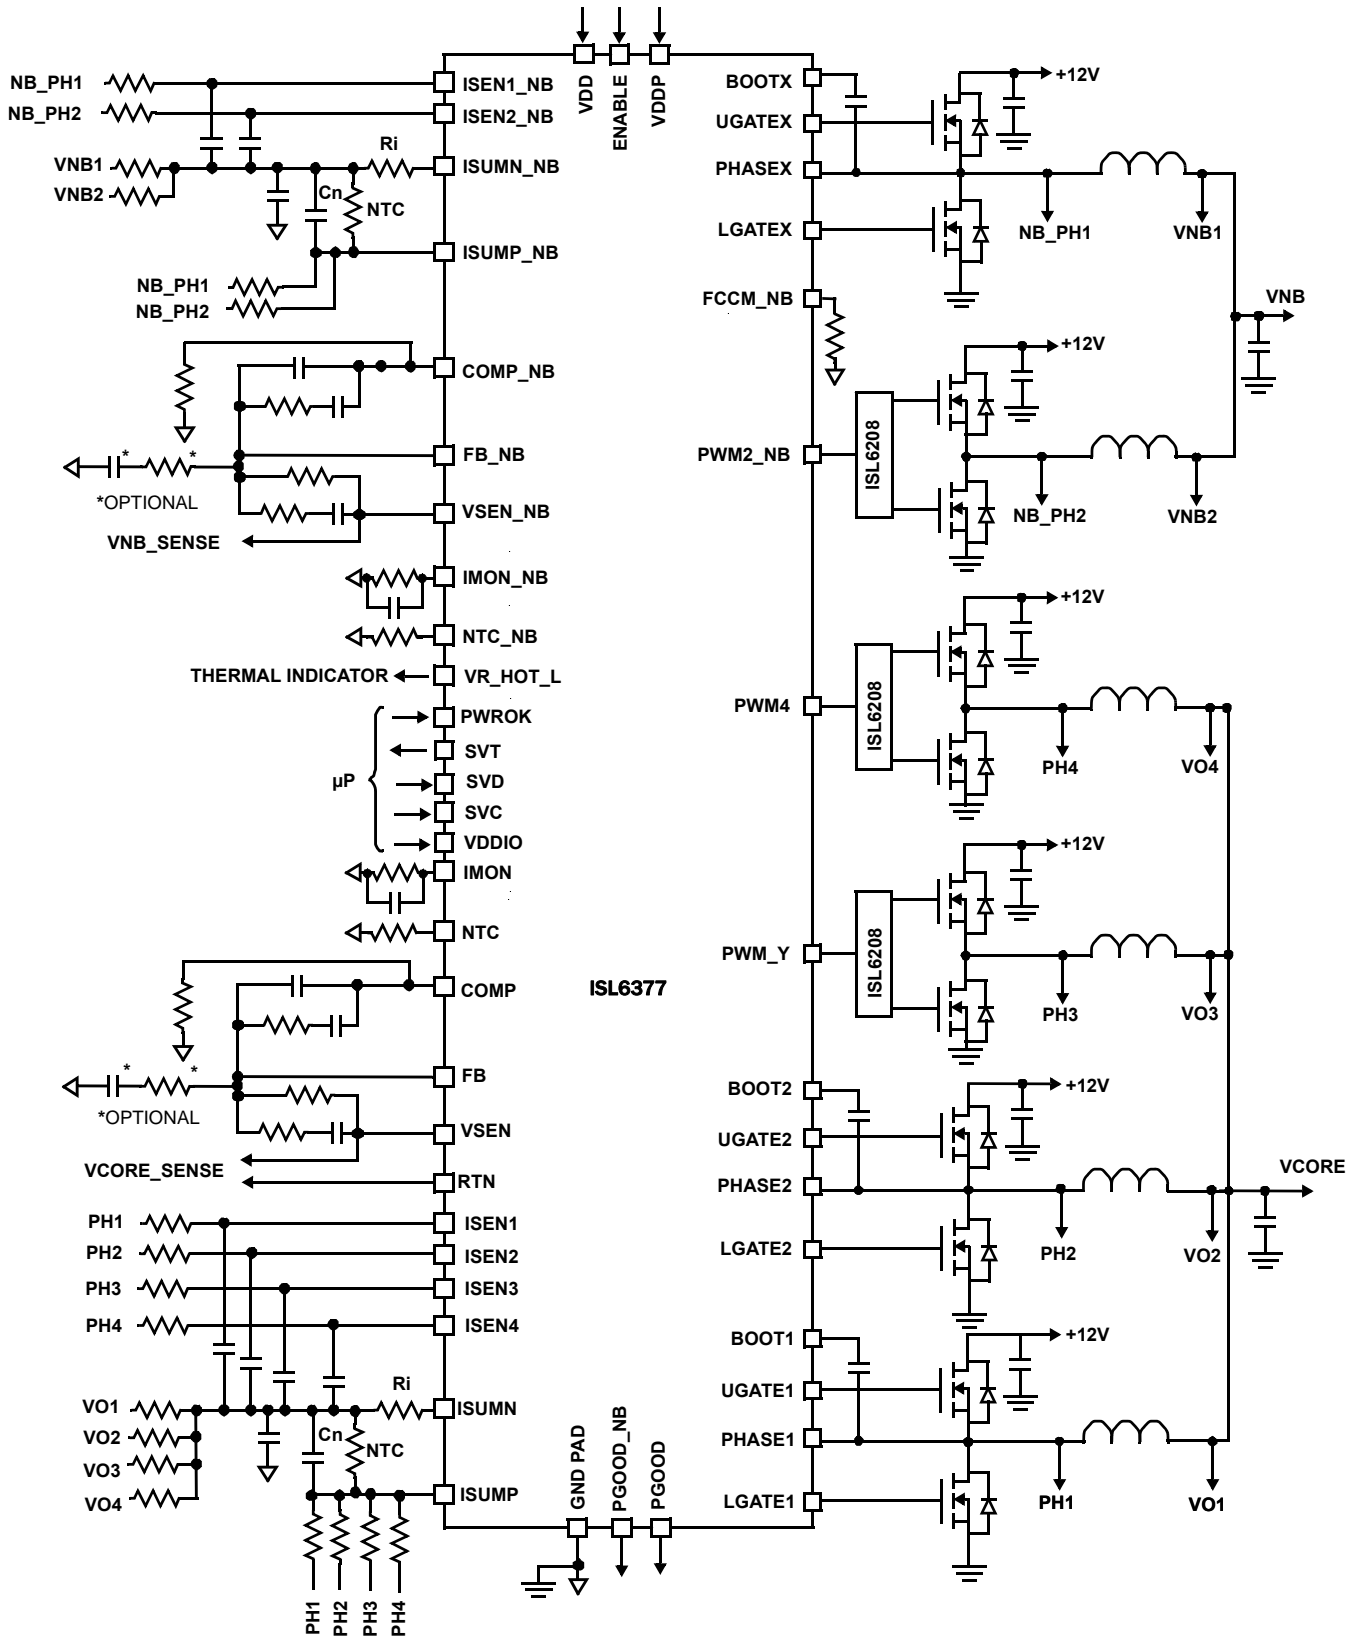 VDD
ENABLE
VDDP
NB_PH1
ISEN1_NB
NB_PH2
ISEN2_NB
Ri
VNB1
ISUMN_NB
VNB2
Cn
NTC
ISUMP_NB
NB_PH1
NB_PH2
COMP_NB
FB_NB
* *
*OPTIONAL
VSEN_NB
VNB_SENSE
IMON_NB
NTC_NB
THERMAL INDICATOR
VR_HOT_L
PWROK
SVT
µP
SVD
SVC
VDDIO
IMON
NTC
COMP
ISL6377
FB
* *
*OPTIONAL
VSEN
VCORE_SENSE
RTN
PH1
ISEN1
PH2
ISEN2
PH3
ISEN3
PH4
ISEN4
Ri
VO1
ISUMN
VO2
Cn
NTC
VO3
VO4
ISUMP
PH1
PH2
PH3
PH4
GND PAD
PGOOD_NB
PGOOD
BOOTX
+12V
UGATEX
PHASEX
LGATEX
NB_PH1
VNB1
FCCM_NB
VNB
+12V
PWM2_NB
ISL6208
NB_PH2
VNB2
+12V
PWM4
ISL6208
PH4
VO4
+12V
PWM_Y
ISL6208
PH3
VO3
BOOT2
+12V
UGATE2
PHASE2
VCORE
LGATE2
PH2
VO2
BOOT1
+12V
UGATE1
PHASE1
LGATE1
PH1
VO1